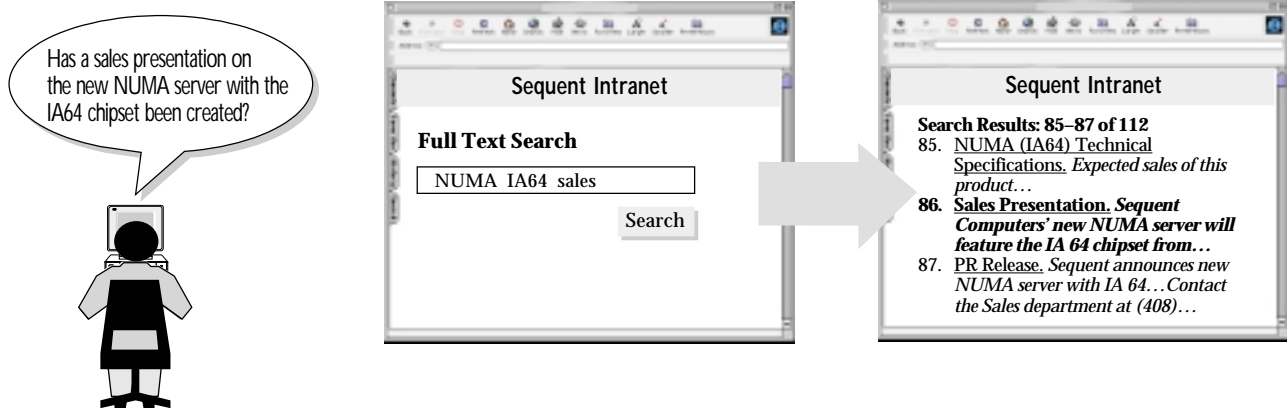 Has a sales presentation on
the new NUMA server with the
IA64 chipset been created?
Sequent Intranet
Full Text Search
NUMA IA64 sales
Search
Sequent Intranet
Search Results: 85–87 of 112
85. NUMA (IA64) Technical
Specifications. Expected sales of this
product…
86. Sales Presentation. Sequent
Computers’ new NUMA server will
feature the IA 64 chipset from…
87. PR Release. Sequent announces new
NUMA server with IA 64…Contact
the Sales department at (408)…